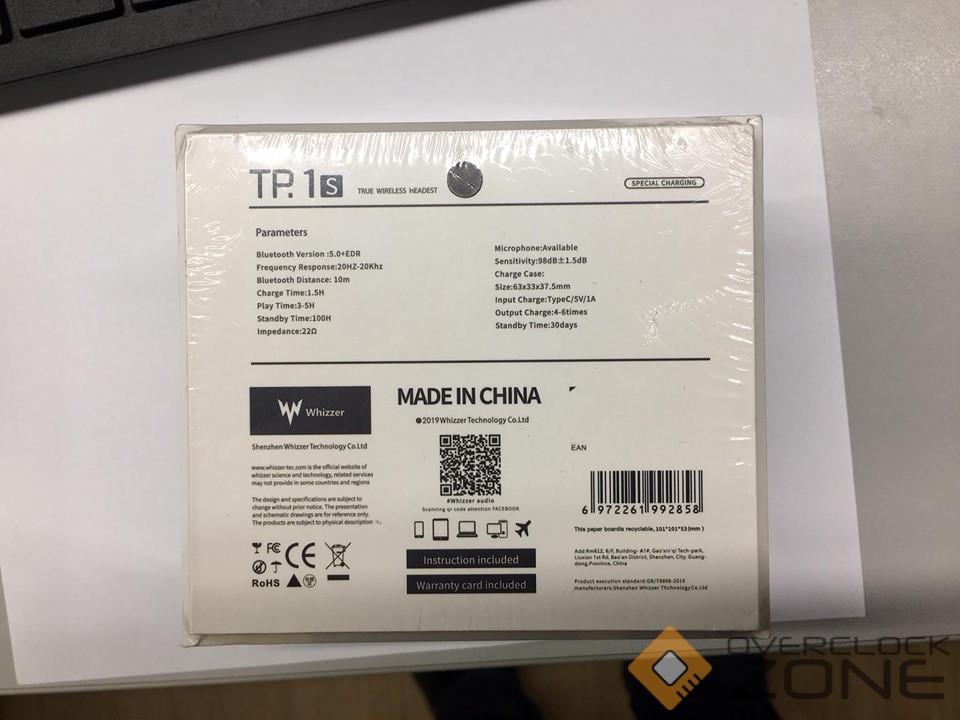 TP.1S TRUE WIRELESS HEADEST
SPECIAL CHARGING
Parameters
Bluetooth Version :5.0+EDR
Frequency Response:20HZ-20Khz
Bluetooth Distance: 10m
Charge Time:1.5H
Play Time:3-5H
Standby Time:100H
Impedance:22Ω
Microphone:Available
Sensitivity:98dB±1.5dB
Charge Case:
Size:63x33x37.5mm
Input Charge:TypeC/5V/1A
Output Charge:4-6times
Standby Time:30days
Whizzer
Shenzhen Whizzer Technology Co.Ltd
www.whizzer-tec.com is the official website of
whizzer science and technology, related services
may not provide in some countries and regions
The design and specifications are subject to
change without prior notice. The presentation
and schematic drawings are for reference only.
The products are subject to physical description
FC CE
RoHS
MADE IN CHINA
2019 Whizzer Technology Co.Ltd
#Whizzer audio
Scanning qr code attention FACEBOOK
Instruction included
Warranty card included
EAN
6 972261 992858
This paper boardis recyclable, 101*101*53(mm)
Add:Rm612, 6/F, Building- A1#, Gao'xin'qi Tech-park,
Liuxian 1st Rd, Bao'an District, Shenzhen, City, Guang-
dong,Province, China
Product execution standard:GB/T9808-2016
manufacturers:Shenzhen Whizzer Thchnology Co.Ltd
OVERCLOCK
ZONE